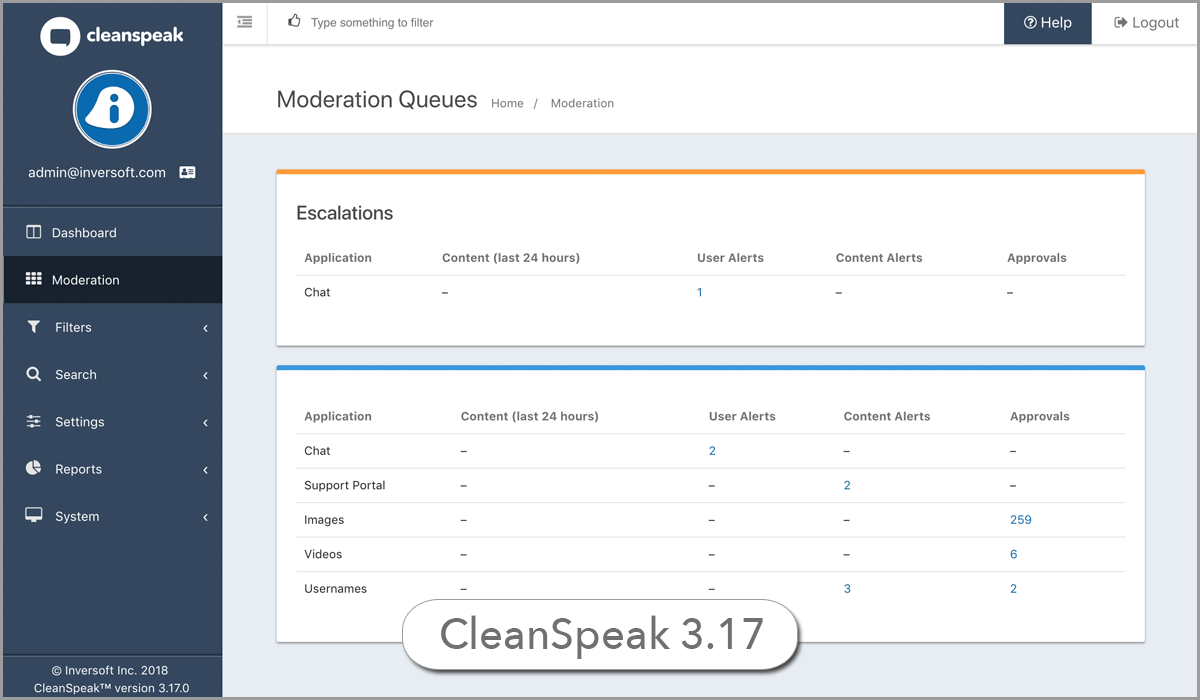 cleanspeak
Type something to filter
Help
Logout
admin@inversoft.com
Dashboard
Moderation
Filters
Search
Settings
Reports
System
© Inversoft Inc. 2018
CleanSpeak™ version 3.17.0
Moderation Queues Home / Moderation
Escalations
Application Content (last 24 hours) User Alerts Content Alerts Approvals
Chat – 1 – –
Application Content (last 24 hours) User Alerts Content Alerts Approvals
Chat – 2 – –
Support Portal – – 2 –
Images – – – 259
Videos – – – 6
Usernames – – 3 2
CleanSpeak 3.17